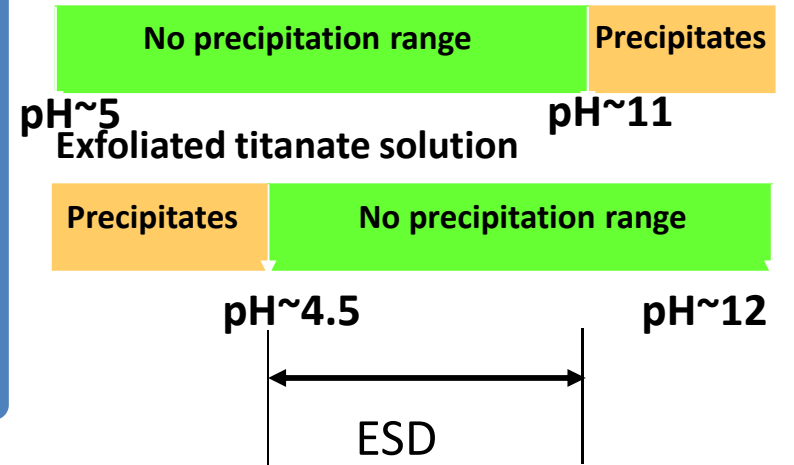 No precipitation range Precipitates
pH~5 pH~11
Exfoliated titanate solution
Precipitates No precipitation range
pH~4.5 pH~12
ESD